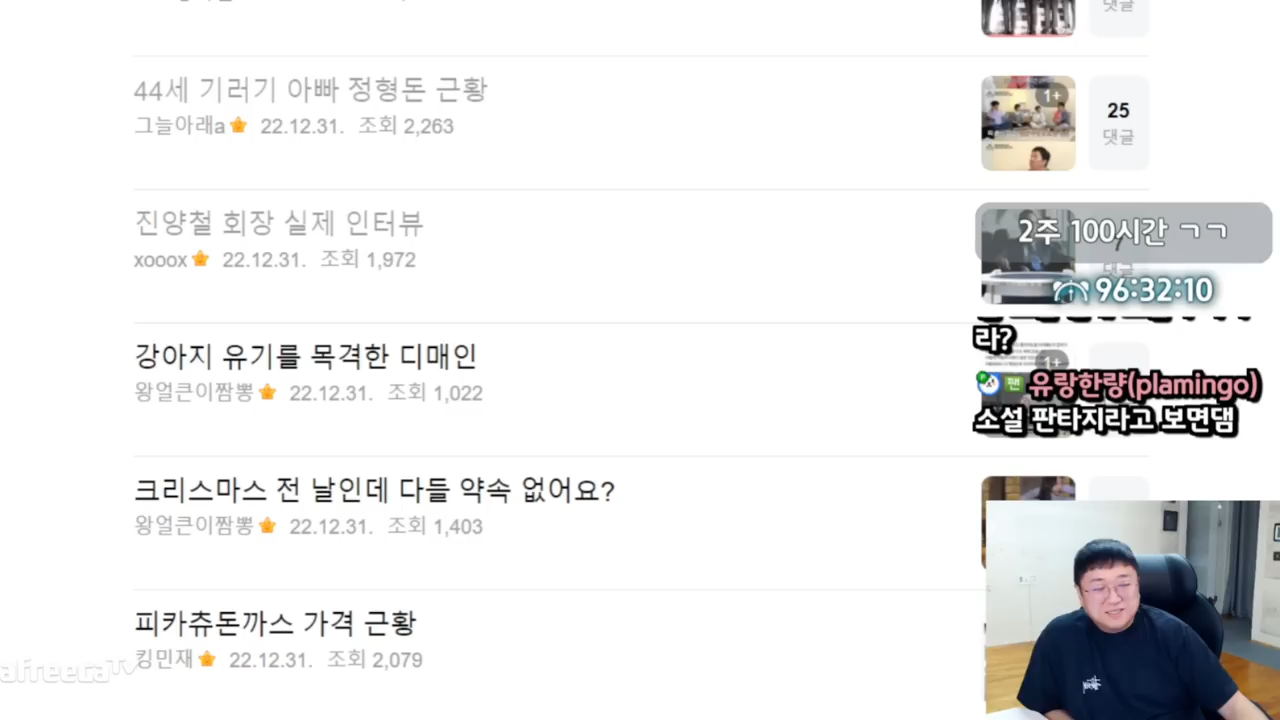 댓글
44세 기러기 아빠 정형돈 근황
그늘아래a 22.12.31. 조회 2,263
1+
25
댓글
진양철 회장 실제 인터뷰
xooox 22.12.31. 조회 1,972
2주 100시간 ㄱㄱ
댓글
96:32:10
라?
강아지 유기를 목격한 디매인
왕얼큰이짬뽕 22.12.31. 조회 1,022
1+
팬 유랑한량(plamingo)
소설 판타지라고 보면댐
크리스마스 전 날인데 다들 약속 없어요?
왕얼큰이짬뽕 22.12.31. 조회 1,403
피카츄돈까스 가격 근황
킹민재 22.12.31. 조회 2,079
afreecaTV